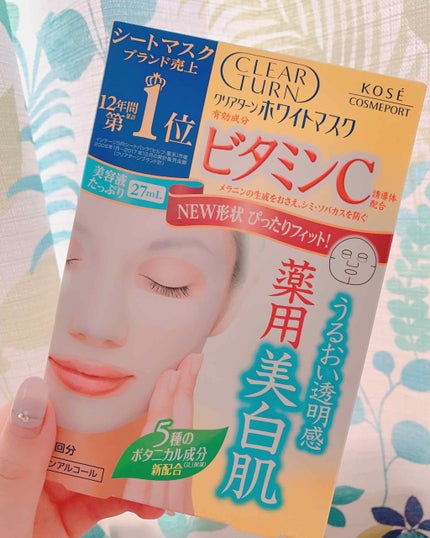 シートマスク
ブランド売上
12年間
第1位
CLEAR
TURN
クリアターンホワイトマスク
KOSÉ
COSMEPORT
有効成分
ビタミンC
誘導体
配合
メラニンの生成をおさえ、シミ・ソバカスを防ぐ
美容液
たっぷり
27mL
NEW形状 ぴったりフィット!
うるおい透明感
薬用
美白肌
5種の
ボタニカル成分
新配合
回分
ンアルコール